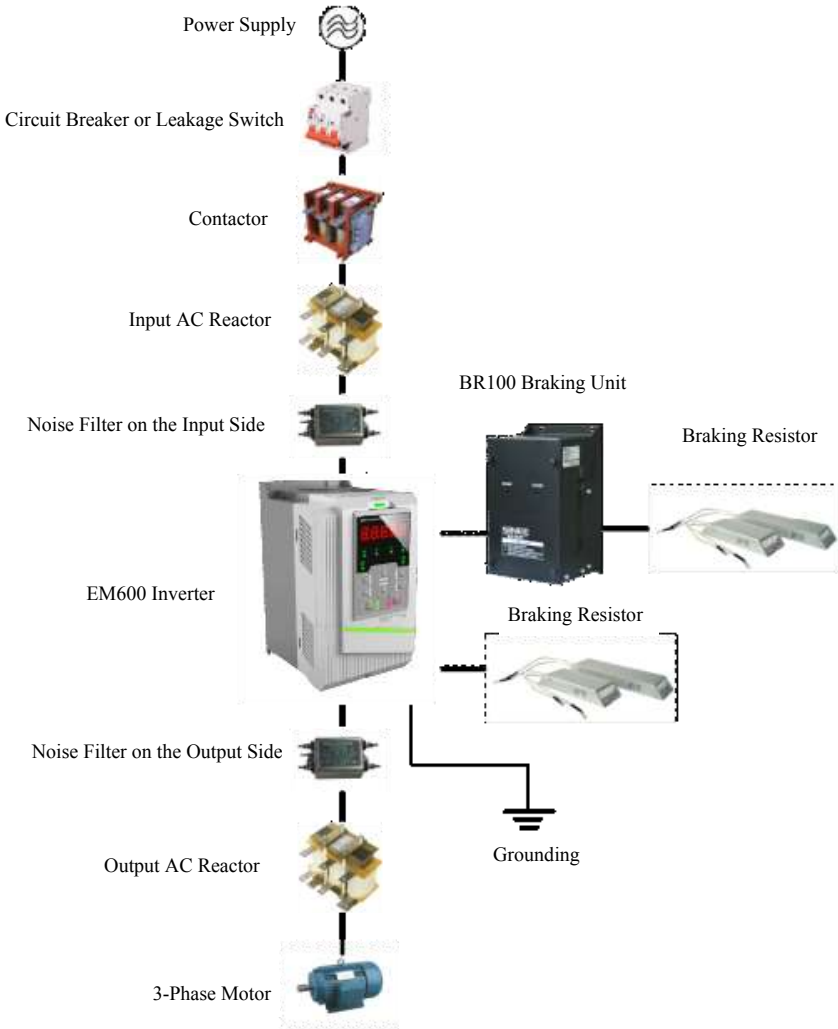 Power Supply
Circuit Breaker or Leakage Switch
Contactor
Input AC Reactor
BR100 Braking Unit
Noise Filter on the Input Side
Braking Resistor
EM600 Inverter
Braking Resistor
Noise Filter on the Output Side
Grounding
Output AC Reactor
3-Phase Motor